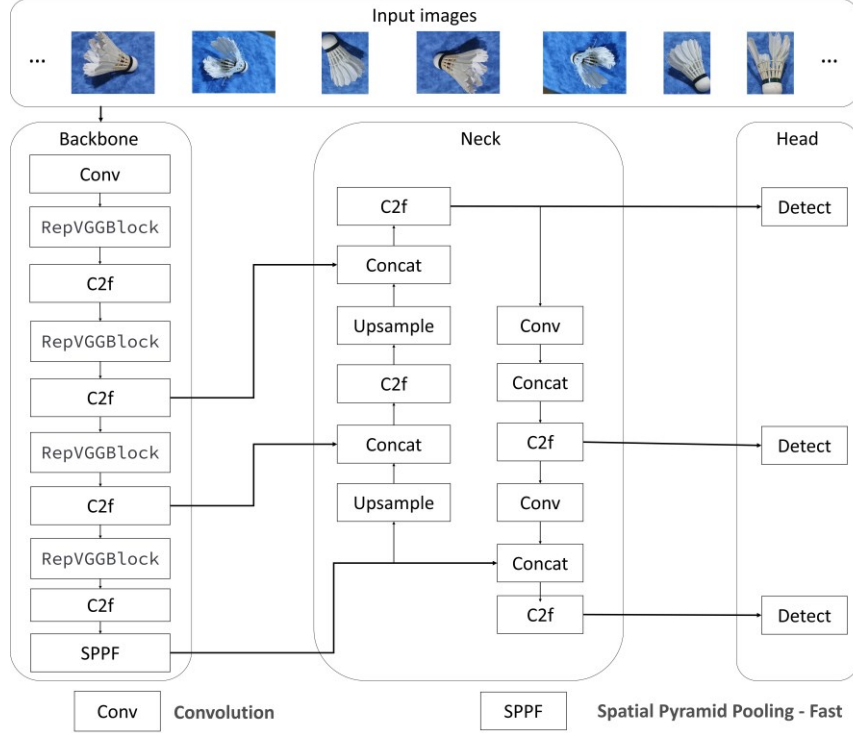 Input images
...
...
Backbone
Conv
RepVGGBlock
C2f
RepVGGBlock
C2f
RepVGGBlock
C2f
RepVGGBlock
C2f
SPPF
Neck
C2f
Concat
Upsample
C2f
Concat
Upsample
Conv
Concat
C2f
Conv
Concat
C2f
Head
Detect
Detect
Detect
Conv Convolution
SPPF Spatial Pyramid Pooling - Fast